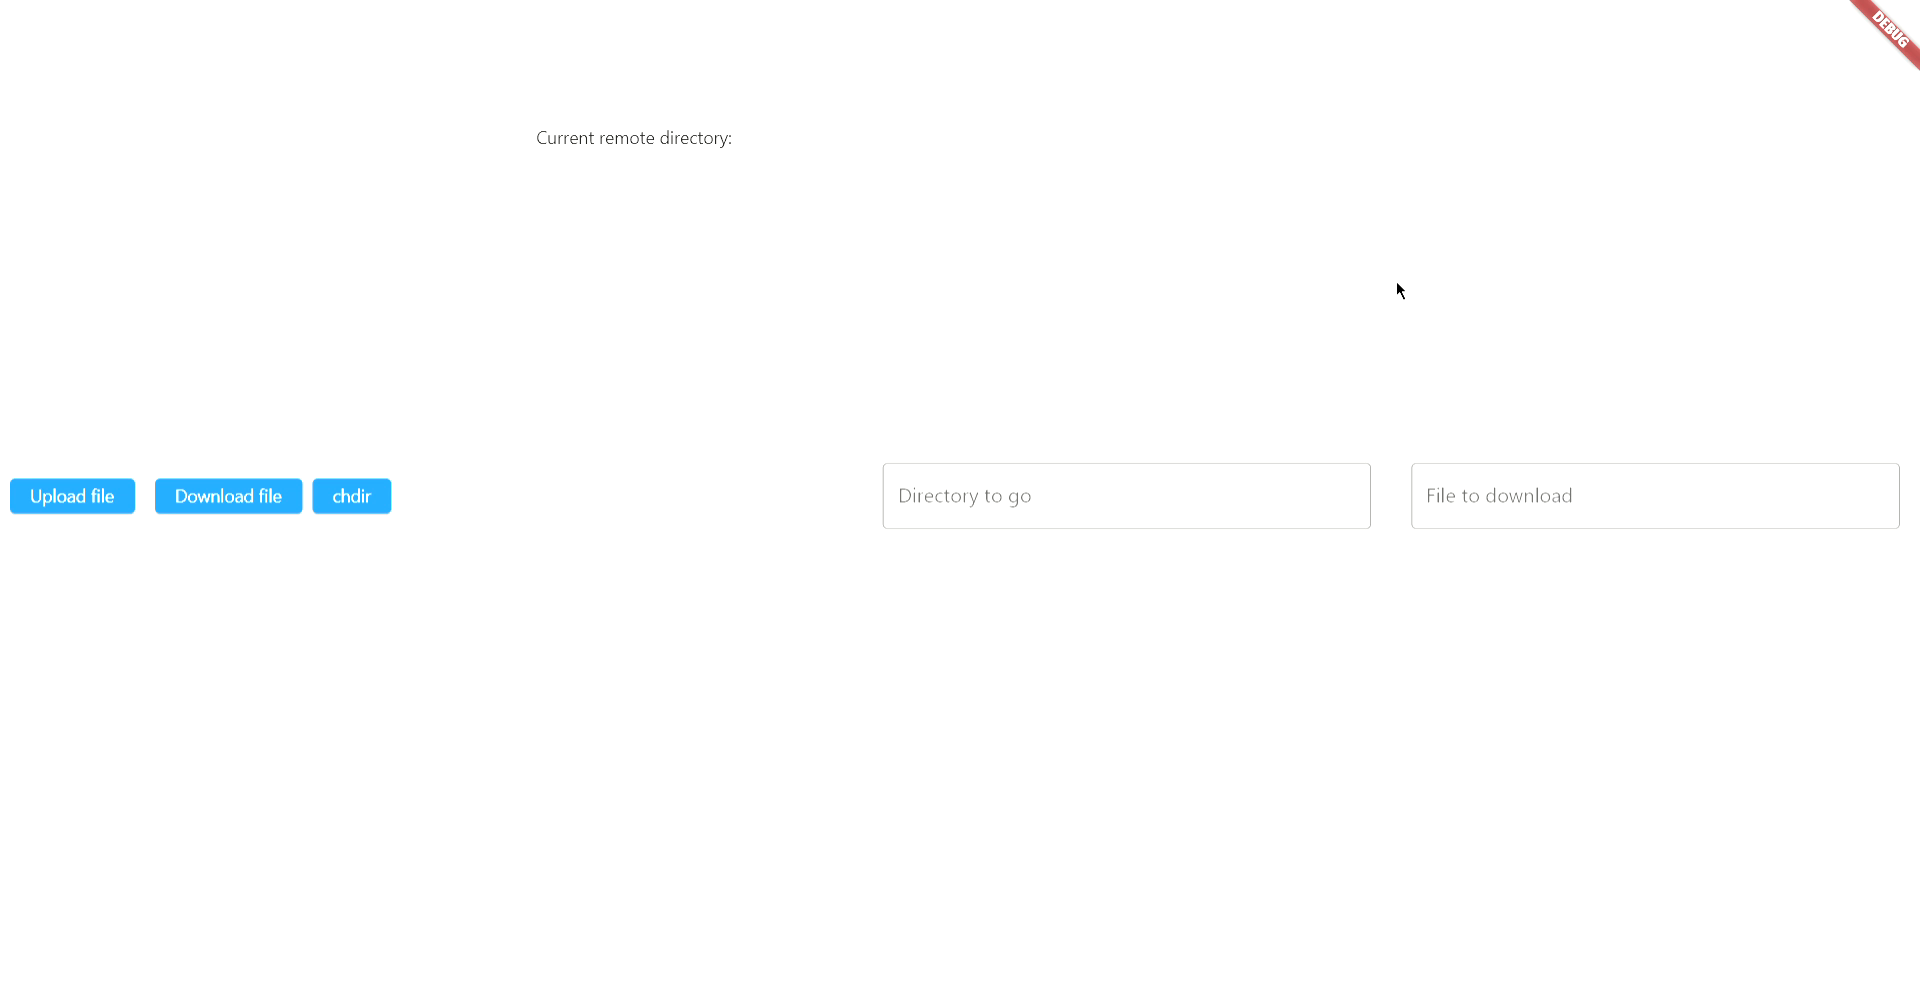 DEBUG
Current remote directory:
Upload file
Download file
chdir
Directory to go
File to download